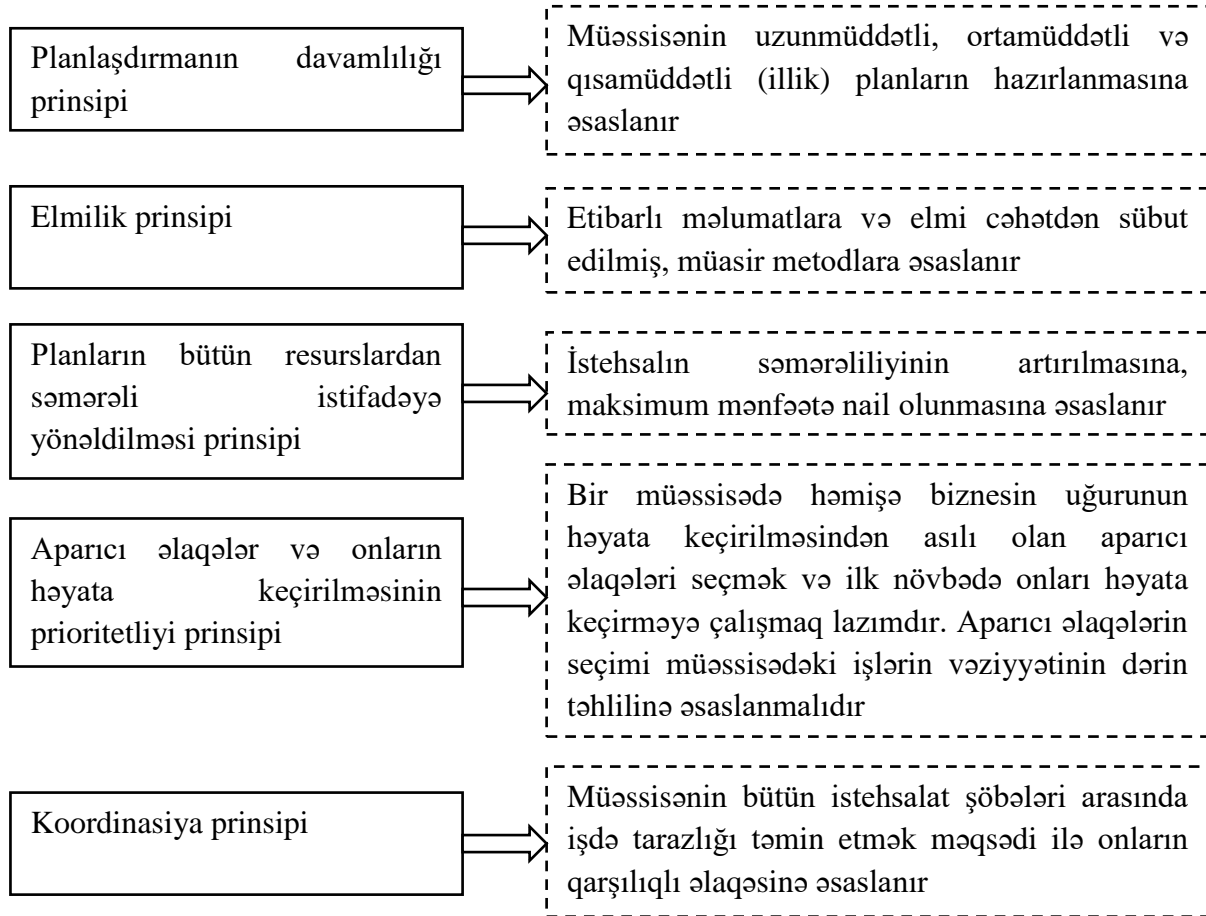 Planlaşdırmanın davamlılığı
prinsipi
Müəssisənin uzunmüddətli, ortamüddətli və
qısamüddətli (illik) planların hazırlanmasına
əsaslanır
Elmilik prinsipi
Etibarlı məlumatlara və elmi cəhətdən sübut
edilmiş, müasir metodlara əsaslanır
Planların bütün resurslardan
səmərəli istifadəyə
yönəldilməsi prinsipi
İstehsalın səmərəliliyinin artırılmasına,
maksimum mənfəətə nail olunmasına əsaslanır
Aparıcı əlaqələr və onların
həyata keçirilməsinin
prioritetliyi prinsipi
Bir müəssisədə həmişə biznesin uğurunun
həyata keçirilməsindən asılı olan aparıcı
əlaqələri seçmək və ilk növbədə onları həyata
keçirməyə çalışmaq lazımdır. Aparıcı əlaqələrin
seçimi müəssisədəki işlərin vəziyyətinin dərin
təhlilinə əsaslanmalıdır
Koordinasiya prinsipi
Müəssisənin bütün istehsalat şöbələri arasında
işdə tarazlığı təmin etmək məqsədi ilə onların
qarşılıqlı əlaqəsinə əsaslanır